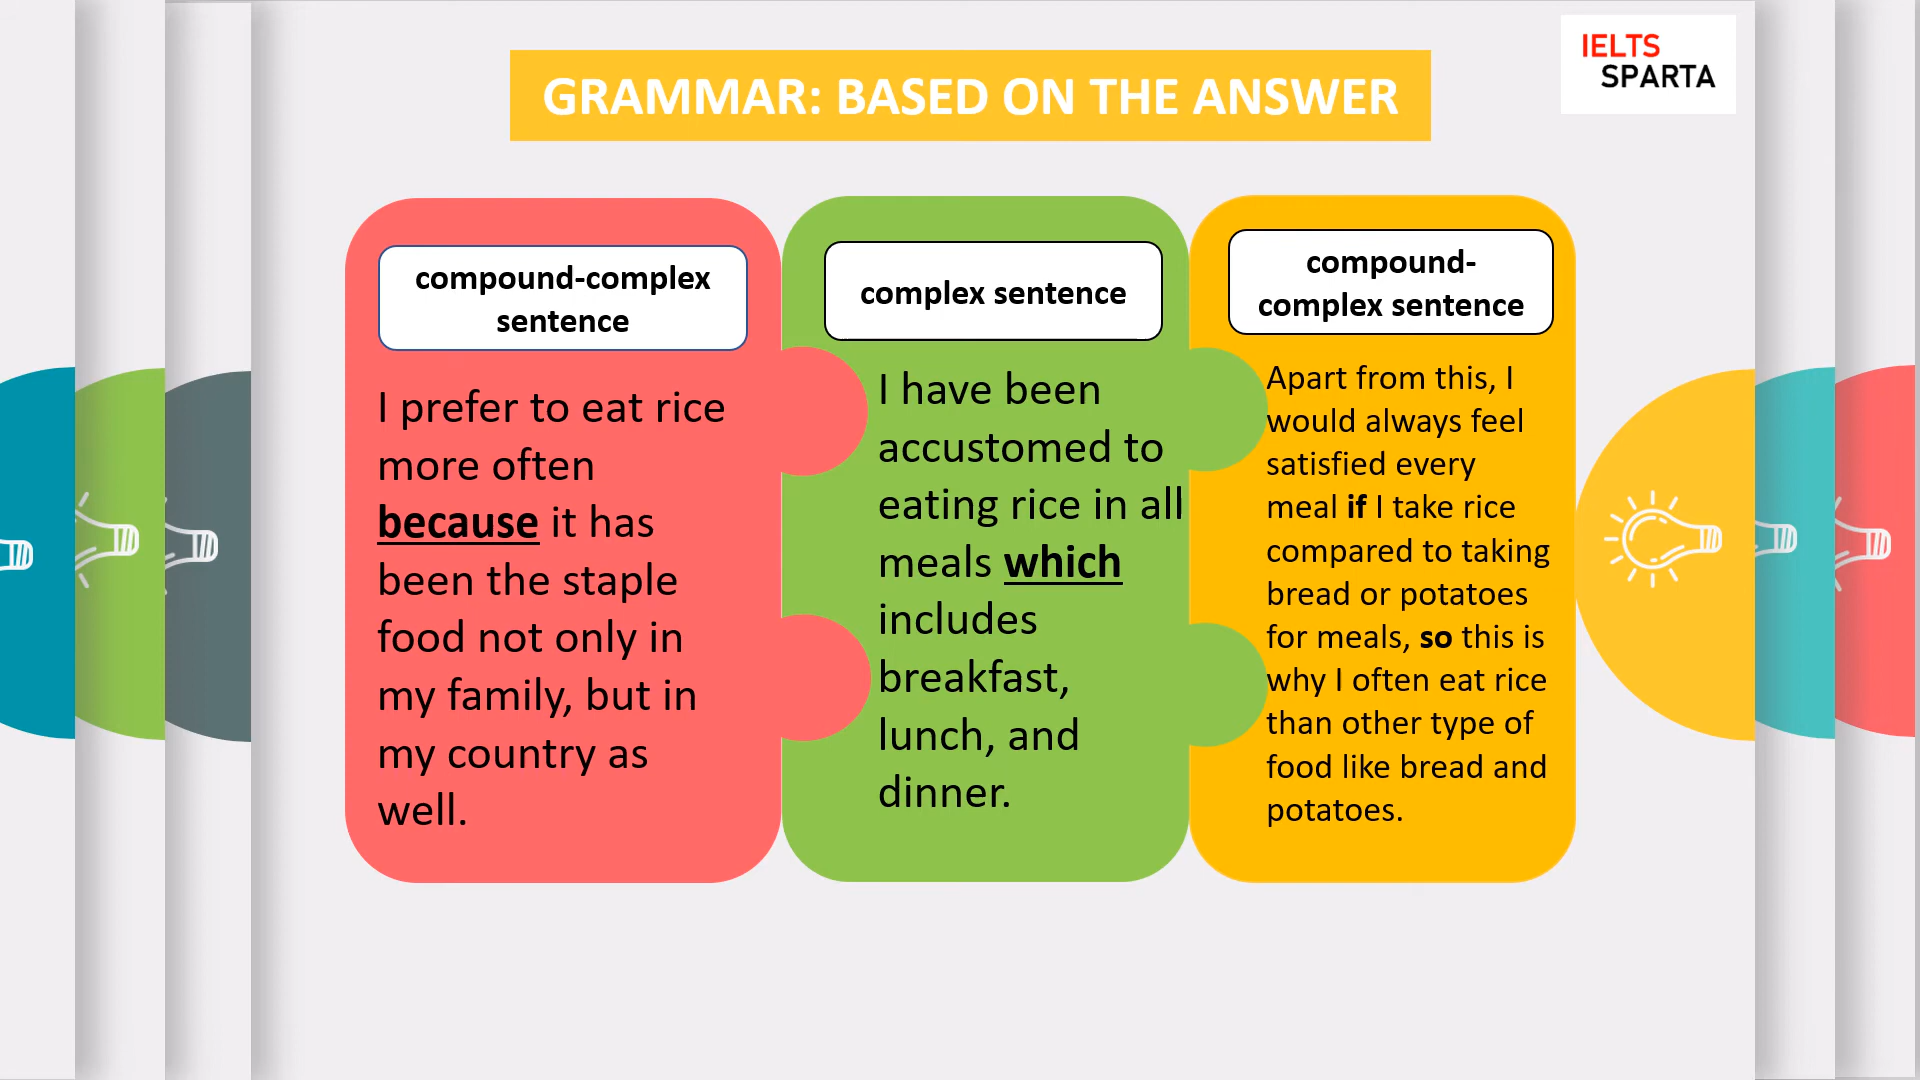 IELTS
SPARTA
GRAMMAR: BASED ON THE ANSWER
compound-complex
sentence
I prefer to eat rice
more often
because it has
been the staple
food not only in
my family, but in
my country as
well.
complex sentence
I have been
accustomed to
eating rice in all
meals which
includes
breakfast,
lunch, and
dinner.
compound-
complex sentence
Apart from this, I
would always feel
satisfied every
meal if I take rice
compared to taking
bread or potatoes
for meals, so this is
why I often eat rice
than other type of
food like bread and
potatoes.